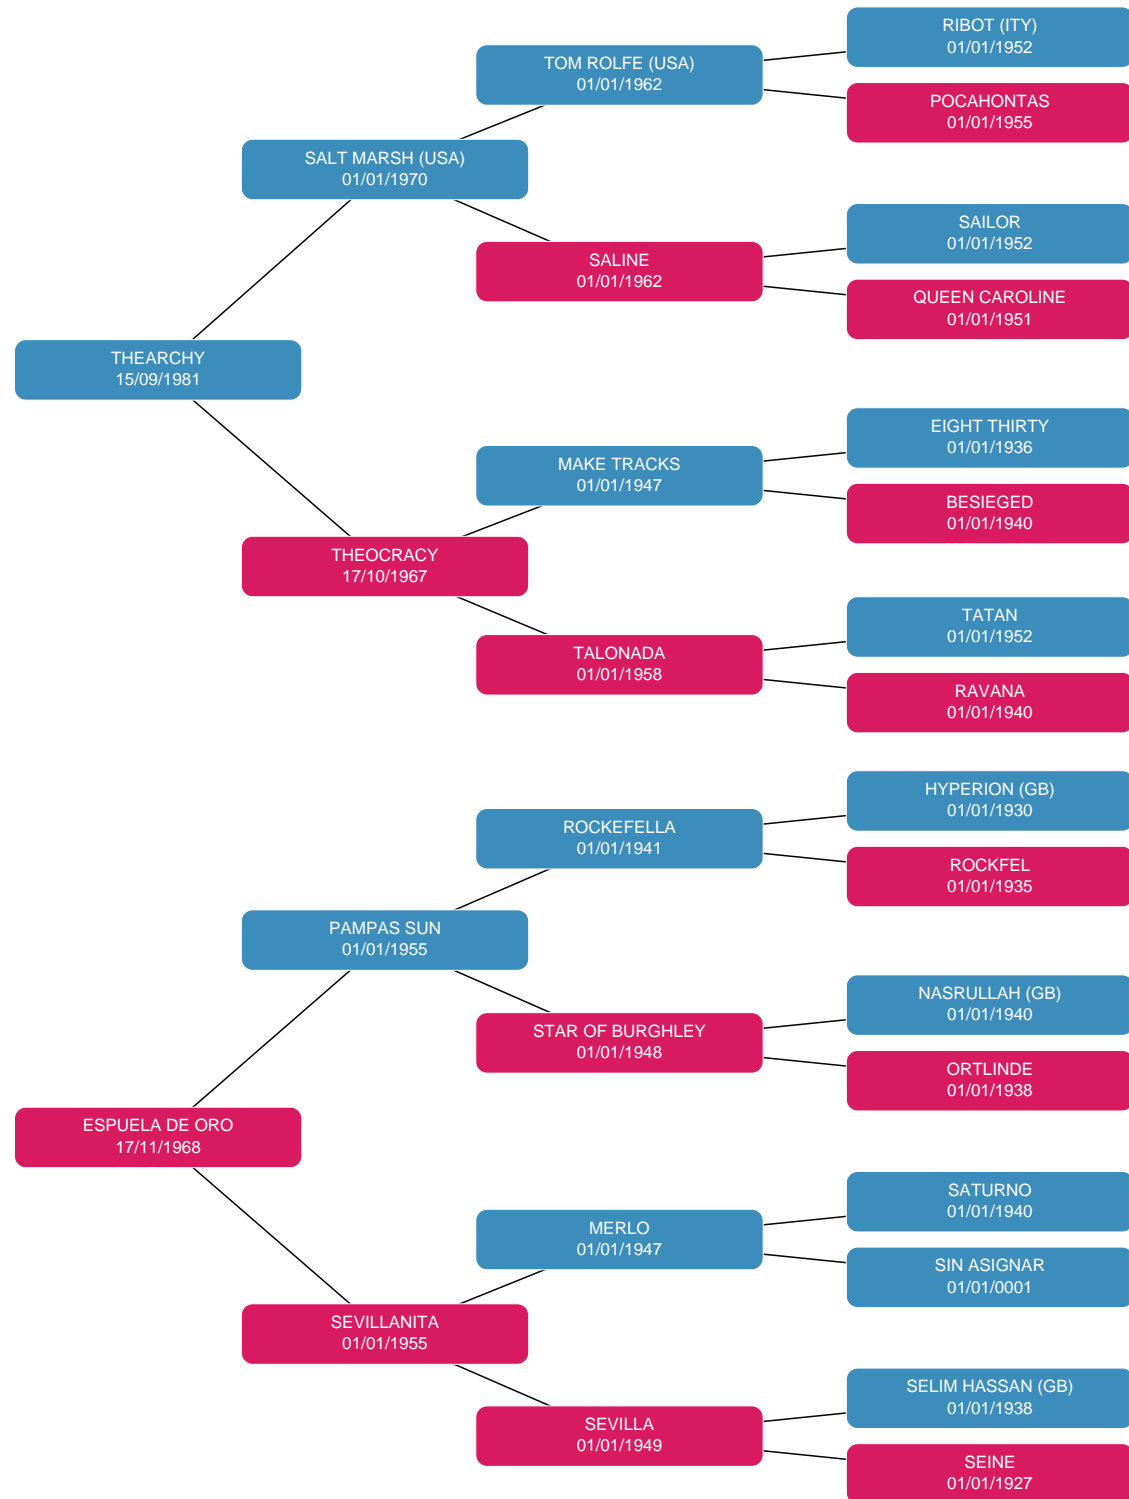 RIBOT (ITY)
01/01/1952
TOM ROLFE (USA)
01/01/1962
POCAHONTAS
01/01/1955
SALT MARSH (USA)
01/01/1970
SAILOR
01/01/1952
SALINE
01/01/1962
QUEEN CAROLINE
01/01/1951
THEARCHY
15/09/1981
EIGHT THIRTY
01/01/1936
MAKE TRACKS
01/01/1947
BESIEGED
01/01/1940
THEOCRACY
17/10/1967
TATAN
01/01/1952
TALONADA
01/01/1958
RAVANA
01/01/1940
HYPERION (GB)
01/01/1930
ROCKEFELLA
01/01/1941
ROCKFEL
01/01/1935
PAMPAS SUN
01/01/1955
NASRULLAH (GB)
01/01/1940
STAR OF BURGHLEY
01/01/1948
ORTLINDE
01/01/1938
ESPUELA DE ORO
17/11/1968
SATURNO
01/01/1940
MERLO
01/01/1947
SIN ASIGNAR
01/01/0001
SEVILLANITA
01/01/1955
SELIM HASSAN (GB)
01/01/1938
SEVILLA
01/01/1949
SEINE
01/01/1927